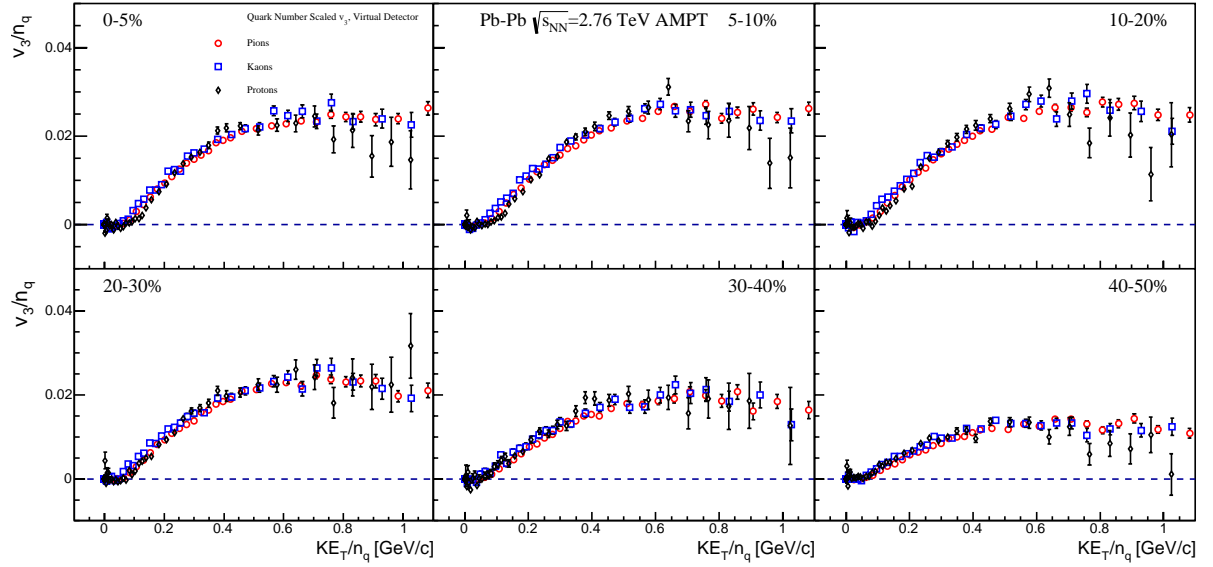 0-5%
Quark Number Scaled v3, Virtual Detector
Pions
Kaons
Protons
Pb-Pb √sNN=2.76 TeV AMPT
5-10%
10-20%
v3/nq
0.04
0.02
0
20-30%
30-40%
40-50%
v3/nq
0.04
0.02
0
0 0.2 0.4 0.6 0.8 1
KET/nq [GeV/c]
0 0.2 0.4 0.6 0.8 1
KET/nq [GeV/c]
0 0.2 0.4 0.6 0.8 1
KET/nq [GeV/c]